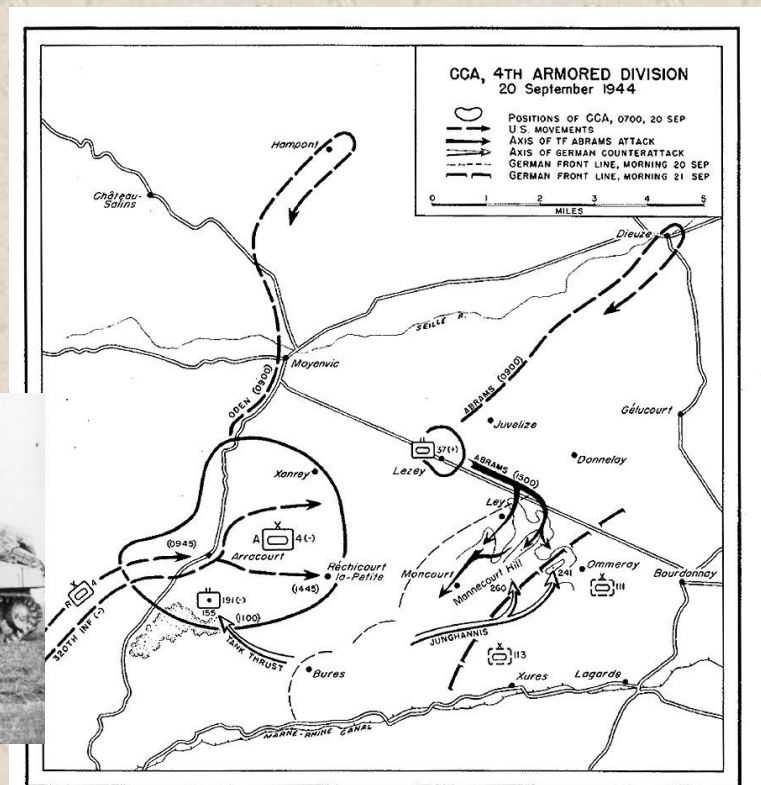 CCA, 4TH ARMORED DIVISION
20 September 1944
POSITIONS OF CCA, 0700, 20 SEP
U.S. MOVEMENTS
AXIS OF TF ABRAMS ATTACK
AXIS OF GERMAN COUNTERATTACK
GERMAN FRONT LINE, MORNING 20 SEP
GERMAN FRONT LINE, MORNING 21 SEP
0 1 2 3 4 5
MILES
Hampont
Château-
Salins
Dieuze
SEILLE R.
Moyenvic
ODEN (0900)
ABRAMS (0900)
Gélucourt
Juvelize
37(+)
Lezey
Donnelay
ABRAMS (1300)
Xanrey
Ley
A 4(-)
(0945)
Arracourt
Moncourt
Mannecourt Hill
Ommeray
Réchicourt
la-Petite
241
260
111
Bourdonnay
R 4
(1445)
191(-)
155
(1100)
320TH INF (-)
TANK THRUST
JUNGHANNIS
113
Bures
Xures
Lagarde
MARNE-RHINE CANAL